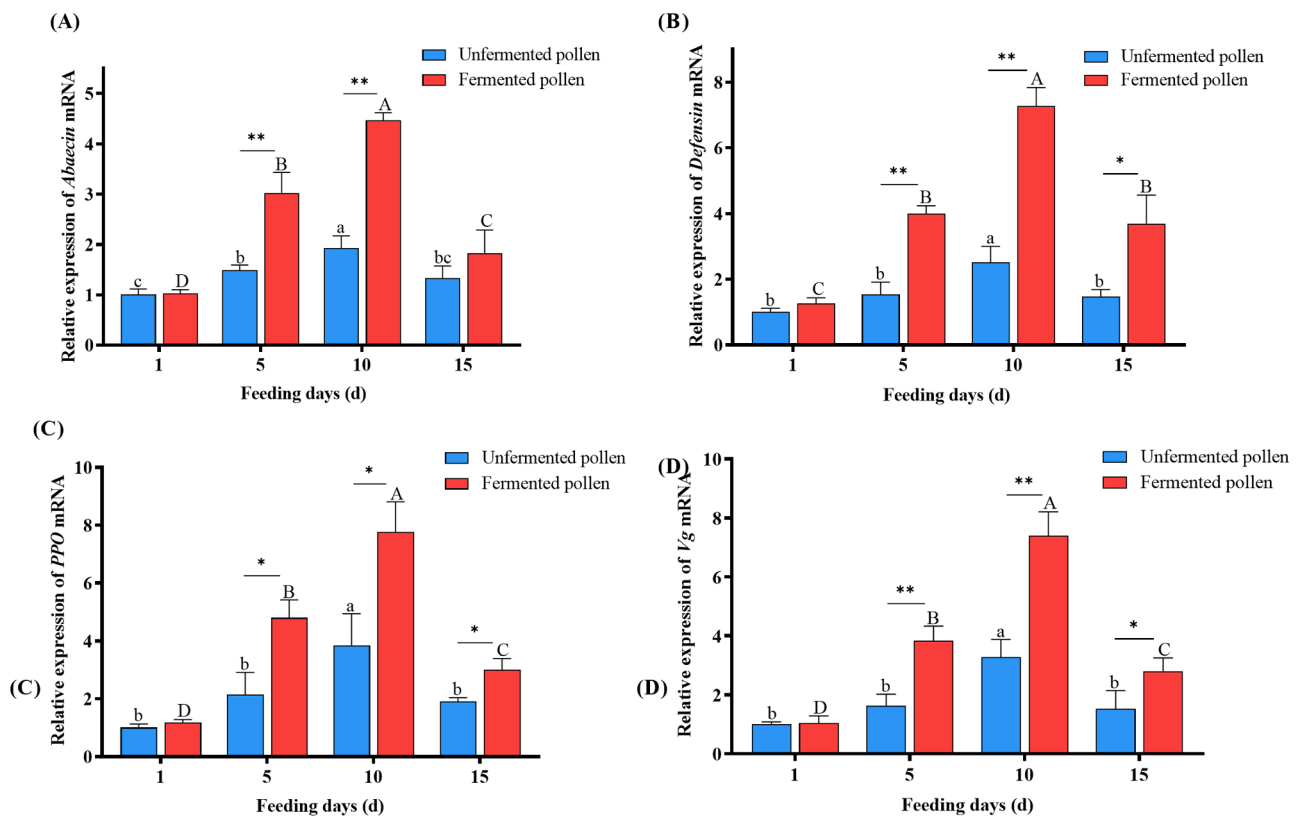 (A)
Unfermented pollen
Fermented pollen
Relative expression of Abaecin mRNA
5
4
3
2
1
0
c
D
b
B
**
a
A
**
bc
C
1
5
10
15
Feeding days (d)
(B)
Unfermented pollen
Fermented pollen
Relative expression of Defensin mRNA
8
6
4
2
0
b
C
b
B
**
a
A
**
b
B
*
1
5
10
15
Feeding days (d)
(C)
Unfermented pollen
Fermented pollen
Relative expression of PPO mRNA
10
8
6
4
2
0
b
D
b
B
*
a
A
*
b
C
*
1
5
10
15
Feeding days (d)
(C)
(D)
Unfermented pollen
Fermented pollen
Relative expression of Vg mRNA
10
8
6
4
2
0
b
D
b
B
**
a
A
**
b
C
*
1
5
10
15
Feeding days (d)
(D)